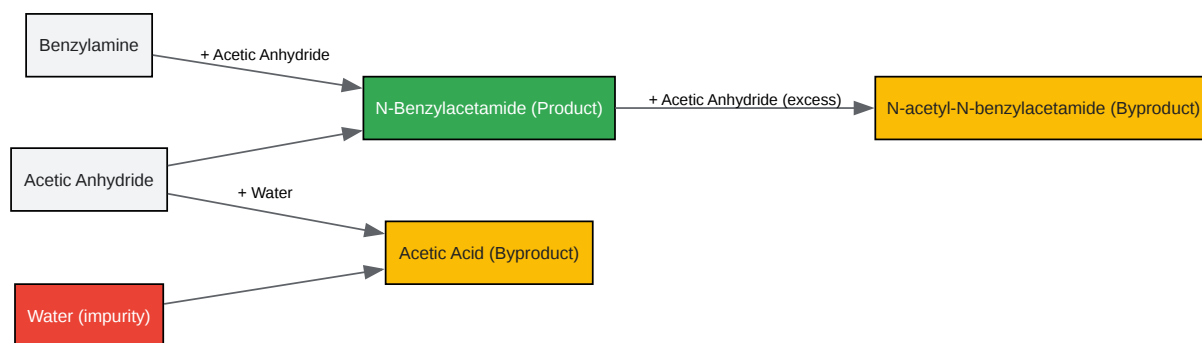 Benzylamine
+ Acetic Anhydride
N-Benzylacetamide (Product)
+ Acetic Anhydride (excess)
N-acetyl-N-benzylacetamide (Byproduct)
Acetic Anhydride
+ Water
Acetic Acid (Byproduct)
Water (impurity)